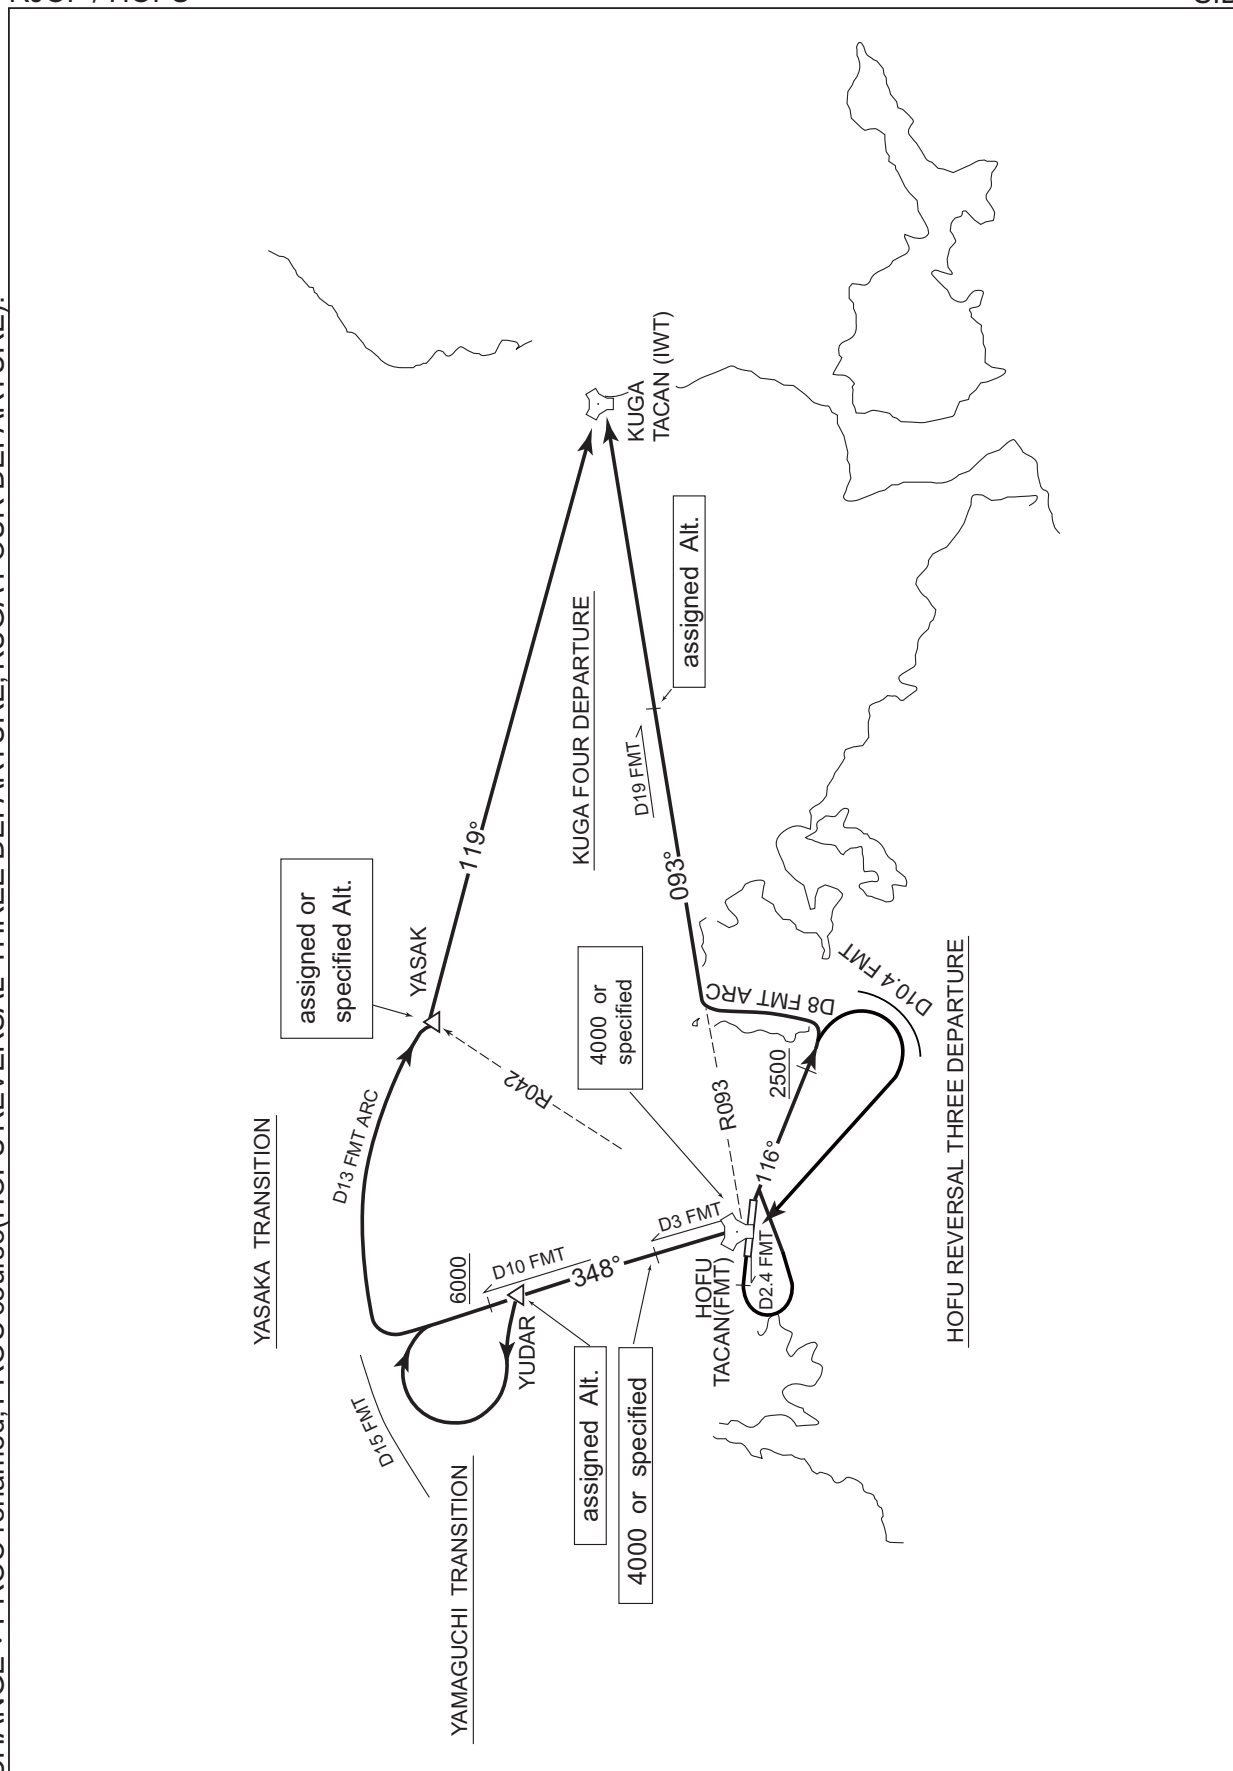 RJOF / HOFU
YASAKA TRANSITION
D13 FMT ARC
assigned or
specified Alt.
YASAK
119°
R042
KUGA
TACAN (IWT)
KUGA FOUR DEPARTURE
assigned Alt.
D19 FMT
093°
4000 or
specified
D8 FMT ARC
D10.4 FMT
R093
2500
116°
HOFU REVERSAL THREE DEPARTURE
D3 FMT
HOFU
TACAN(FMT)
D2.4 FMT
D10 FMT
348°
6000
YUDAR
assigned Alt.
4000 or specified
D15 FMT
YAMAGUCHI TRANSITION